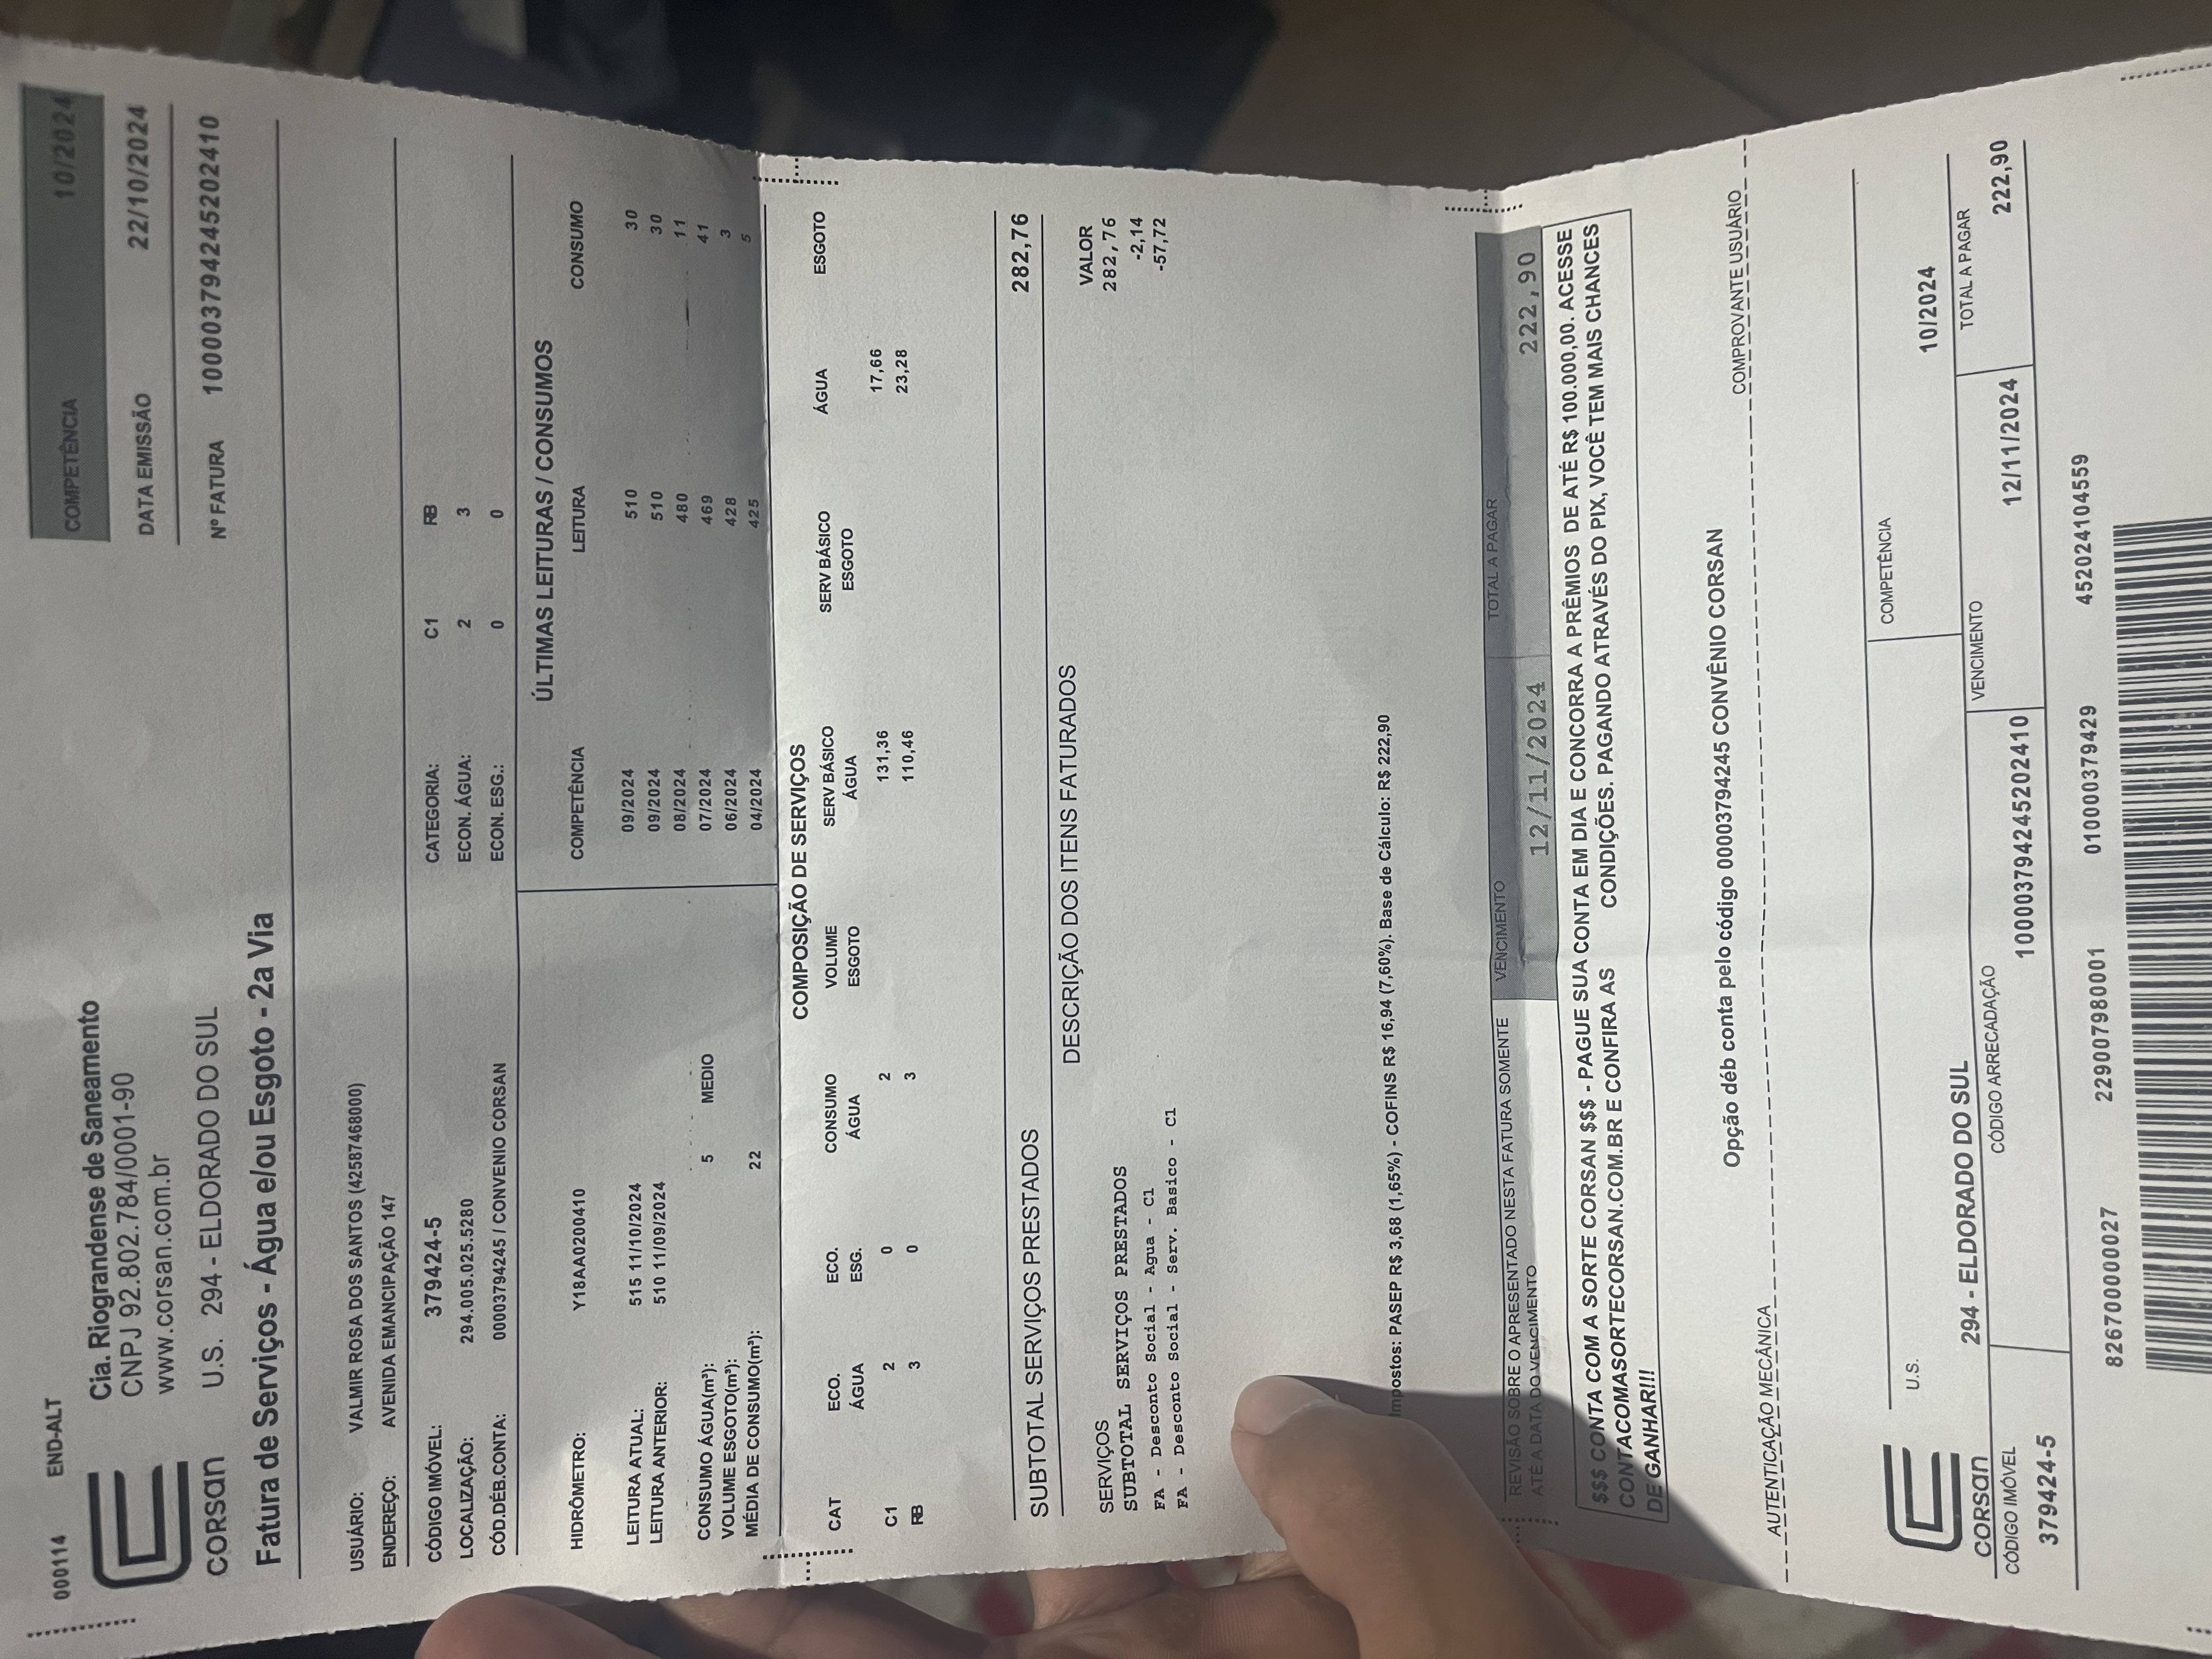 000114 END-ALT
COMPETÊNCIA 10/2024
Cia. Riograndense de Saneamento
CNPJ 92.802.784/0001-90
DATA EMISSÃO 22/10/2024
www.corsan.com.br
CORSan U.S. 294 - ELDORADO DO SUL
Nº FATURA 100003794245202410
Fatura de Serviços - Água e/ou Esgoto - 2a Via
USUÁRIO: VALMIR ROSA DOS SANTOS (42587468000)
ENDEREÇO: AVENIDA EMANCIPAÇÃO 147
CÓDIGO IMÓVEL: 379424-5 CATEGORIA: C1 RB
LOCALIZAÇÃO: 294.005.025.5280 ECON. ÁGUA: 2 3
CÓD.DÉB.CONTA: 00003794245 / CONVENIO CORSAN ECON. ESG.: 0 0
ÚLTIMAS LEITURAS / CONSUMOS
HIDRÔMETRO: Y18AA0200410 COMPETÊNCIA LEITURA CONSUMO
LEITURA ATUAL: 515 11/10/2024 09/2024 510 30
LEITURA ANTERIOR: 510 11/09/2024 09/2024 510 30
08/2024 480 11
CONSUMO ÁGUA(m³): 5 MEDIO 07/2024 469 41
VOLUME ESGOTO(m³): 06/2024 428 3
MÉDIA DE CONSUMO(m³): 22 04/2024 425 5
COMPOSIÇÃO DE SERVIÇOS
CAT ECO. ECO. CONSUMO VOLUME SERV BÁSICO SERV BÁSICO ÁGUA ESGOTO
ÁGUA ESG. ÁGUA ESGOTO ÁGUA ESGOTO
C1 2 0 2 131,36 17,66
RB 3 0 3 110,46 23,28
SUBTOTAL SERVIÇOS PRESTADOS 282,76
DESCRIÇÃO DOS ITENS FATURADOS
SERVIÇOS VALOR
SUBTOTAL SERVIÇOS PRESTADOS 282,76
FA - Desconto Social - Agua - C1 -2,14
FA - Desconto Social - Serv. Basico - C1 -57,72
Impostos: PASEP R$ 3,68 (1,65%) - COFINS R$ 16,94 (7,60%). Base de Cálculo: R$ 222,90
REVISÃO SOBRE O APRESENTADO NESTA FATURA SOMENTE VENCIMENTO TOTAL A PAGAR
ATÉ A DATA DO VENCIMENTO 12/11/2024 222,90
$$$ CONTA COM A SORTE CORSAN $$$ - PAGUE SUA CONTA EM DIA E CONCORRA A PRÊMIOS DE ATÉ R$ 100.000,00. ACESSE
CONTACOMASORTECORSAN.COM.BR E CONFIRA AS CONDIÇÕES. PAGANDO ATRAVÉS DO PIX, VOCÊ TEM MAIS CHANCES
DE GANHAR!!!
Opção déb conta pelo código 00003794245 CONVÊNIO CORSAN
AUTENTICAÇÃO MECÂNICA COMPROVANTE USUÁRIO
U.S. COMPETÊNCIA
10/2024
CORSan 294 - ELDORADO DO SUL
CÓDIGO IMÓVEL CÓDIGO ARRECADAÇÃO VENCIMENTO TOTAL A PAGAR
379424-5 100003794245202410 12/11/2024 222,90
826700000027 229007980001 010000379429 452024104559